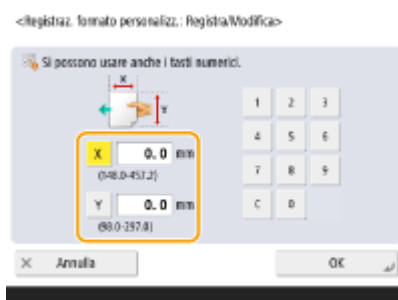 <Registraz. formato personalizz.: Registra/Modifica>
Si possono usare anche i tasti numerici.
X
Y
1 2 3
X 0.0 mm
4 5 6
(148.0-457.2)
7 8 9
Y 0.0 mm
C 0
(98.0-297.0)
× Annulla
OK